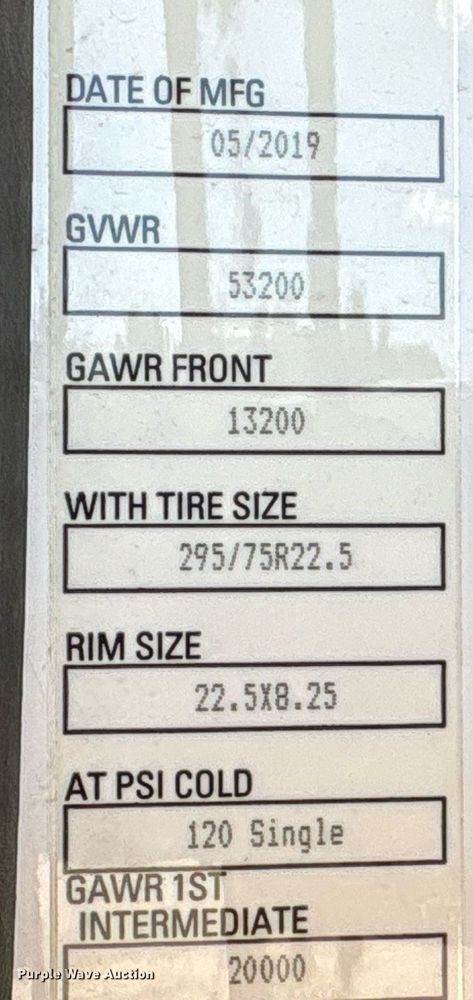 DATE OF MFG
05/2019
GVWR
53200
GAWR FRONT
13200
WITH TIRE SIZE
295/75R22.5
RIM SIZE
22.5X8.25
AT PSI COLD
120 Single
GAWR 1ST
INTERMEDIATE
20000
Purple Wave Auction